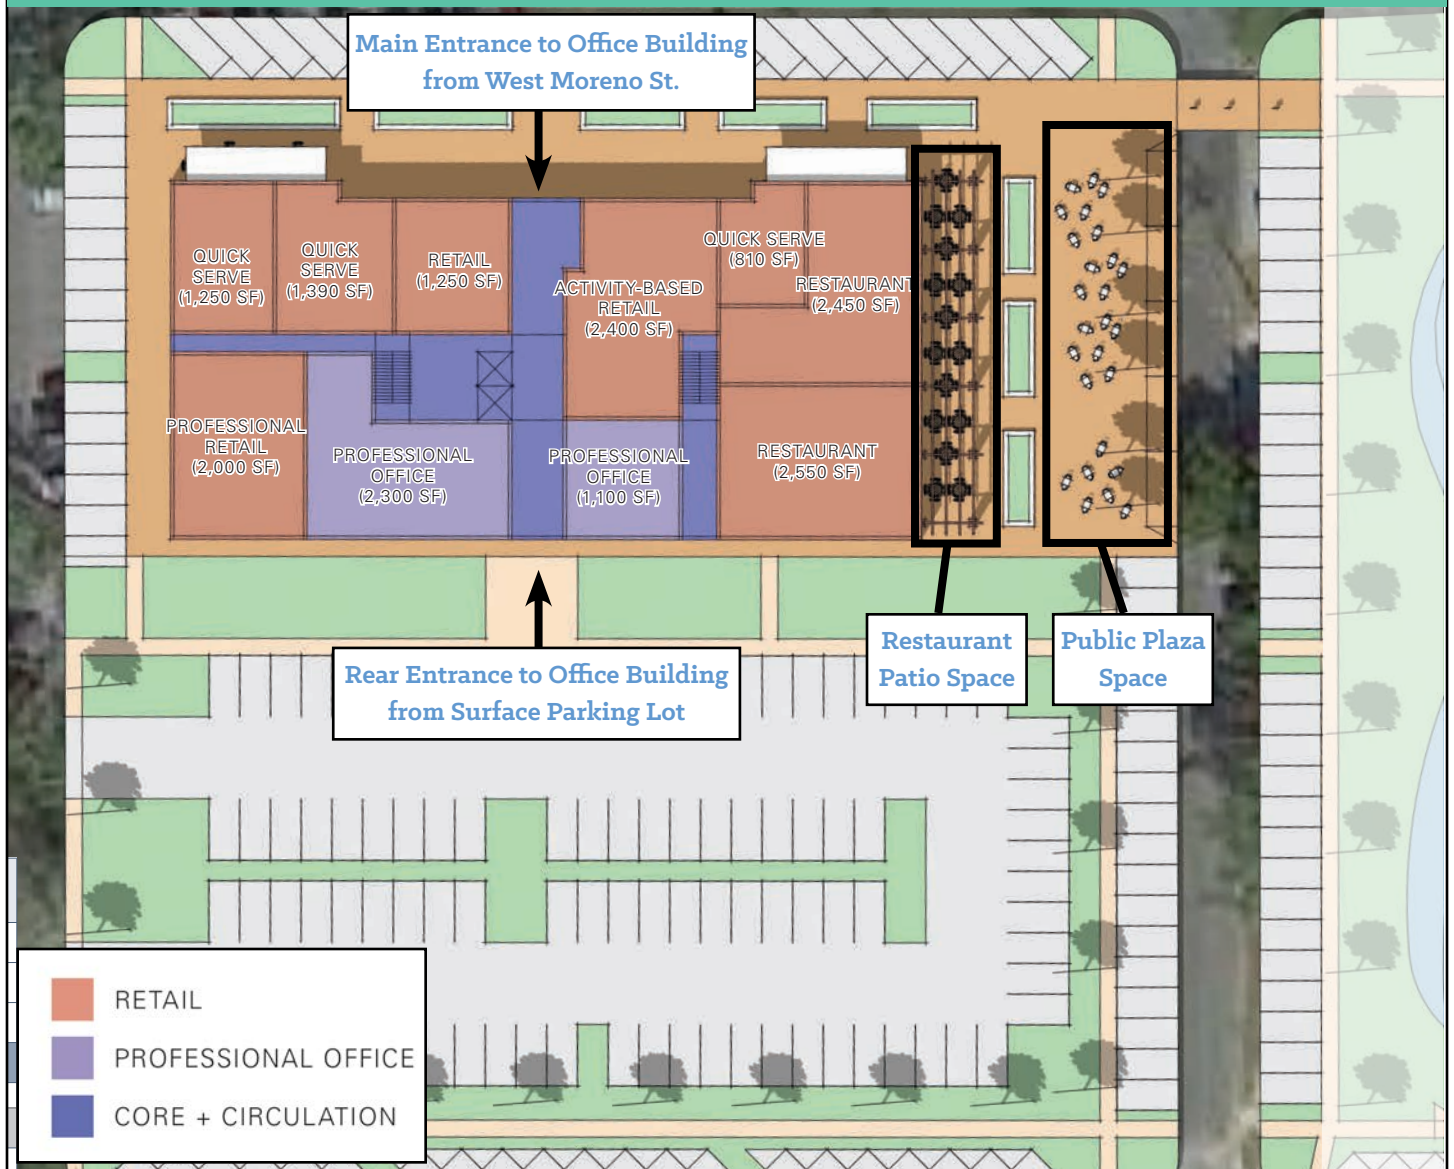 Main Entrance to Office Building
from West Moreno St.
QUICK
SERVE
(1,250 SF)
QUICK
SERVE
(1,390 SF)
RETAIL
(1,250 SF)
ACTIVITY-BASED
RETAIL
(2,400 SF)
QUICK SERVE
(810 SF)
RESTAURANT
(2,450 SF)
PROFESSIONAL
RETAIL
(2,000 SF)
PROFESSIONAL
OFFICE
(2,300 SF)
PROFESSIONAL
OFFICE
(1,100 SF)
RESTAURANT
(2,550 SF)
Restaurant
Patio Space
Public Plaza
Space
Rear Entrance to Office Building
from Surface Parking Lot
RETAIL
PROFESSIONAL OFFICE
CORE + CIRCULATION